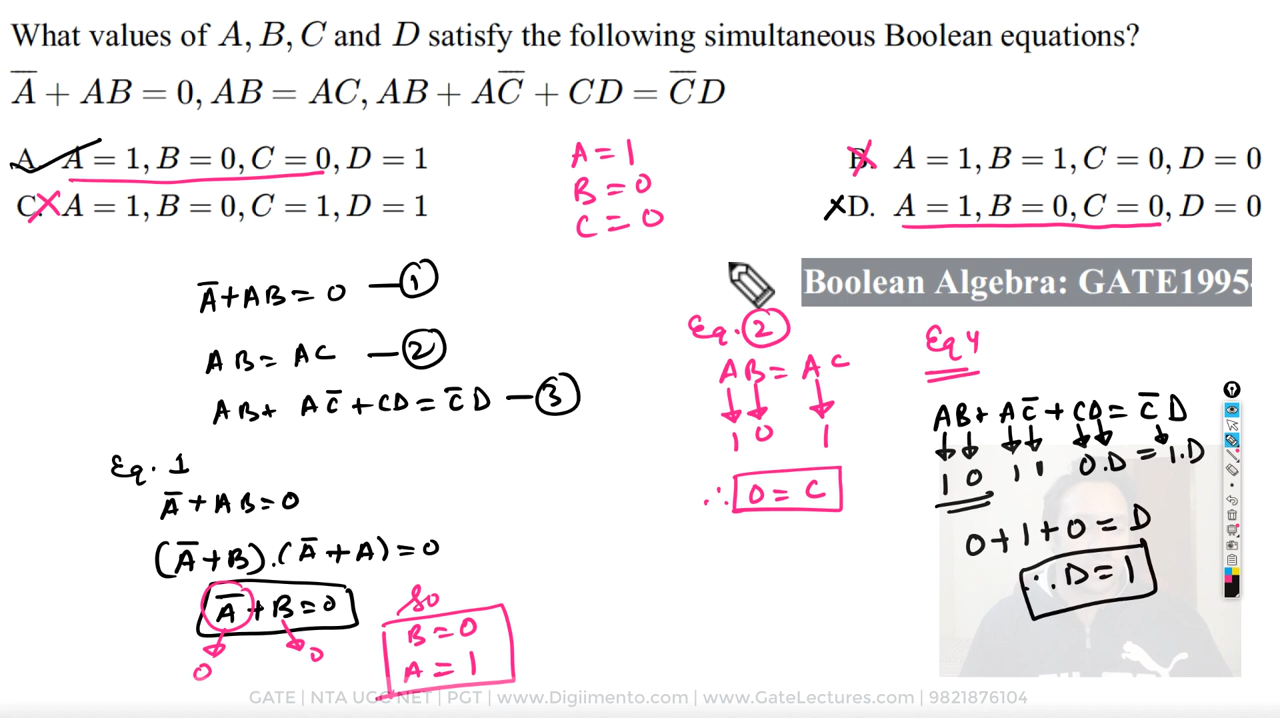 What values of A, B, C and D satisfy the following simultaneous Boolean equations?
A̅ + AB = 0, AB = AC, AB + AC̅ + CD = C̅D
A. A = 1, B = 0, C = 0, D = 1
B. A = 1, B = 1, C = 0, D = 0
C. A = 1, B = 0, C = 1, D = 1
D. A = 1, B = 0, C = 0, D = 0
A = 1
B = 0
C = 0
Boolean Algebra: GATE1995-
A̅ + AB = 0 — ①
AB = AC — ②
AB + AC̅ + CD = C̅D — ③
Eq. 1
A̅ + AB = 0
(A̅ + B) . (A̅ + A) = 0
A̅ + B = 0
0 0
So
B = 0
A = 1
Eq. ②
AB = AC
1 0 1
∴ 0 = C
Eq 4
AB + AC̅ + CD = C̅D
1 0 1 1 0.D = 1.D
0 + 1 + 0 = D
∴ D = 1
GATE | NTA UGC NET | PGT | www.Digiimento.com | www.GateLectures.com | 9821876104